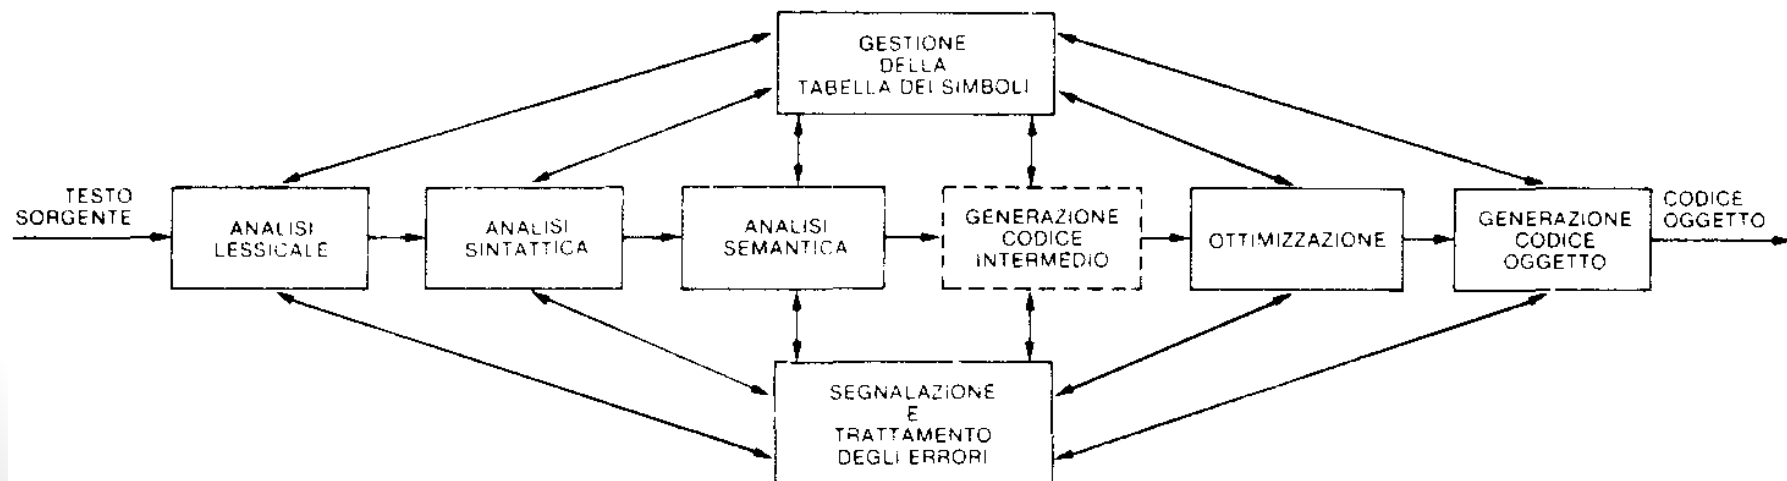 GESTIONE
DELLA
TABELLA DEI SIMBOLI
TESTO
SORGENTE
ANALISI
LESSICALE
ANALISI
SINTATTICA
ANALISI
SEMANTICA
GENERAZIONE
CODICE
INTERMEDIO
OTTIMIZZAZIONE
GENERAZIONE
CODICE
OGGETTO
CODICE
OGGETTO
SEGNALAZIONE
E
TRATTAMENTO
DEGLI ERRORI